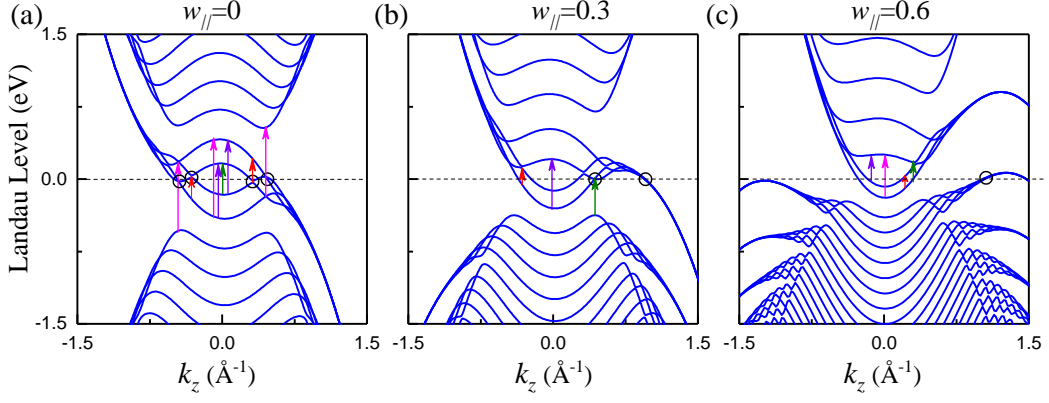 (a) w//=0 (b) w//=0.3 (c) w//=0.6
1.5
0.0
-1.5
Landau Level (eV)
-1.5 0.0 1.5 -1.5 0.0 1.5 -1.5 0.0 1.5
kz (Å-1) kz (Å-1) kz (Å-1)